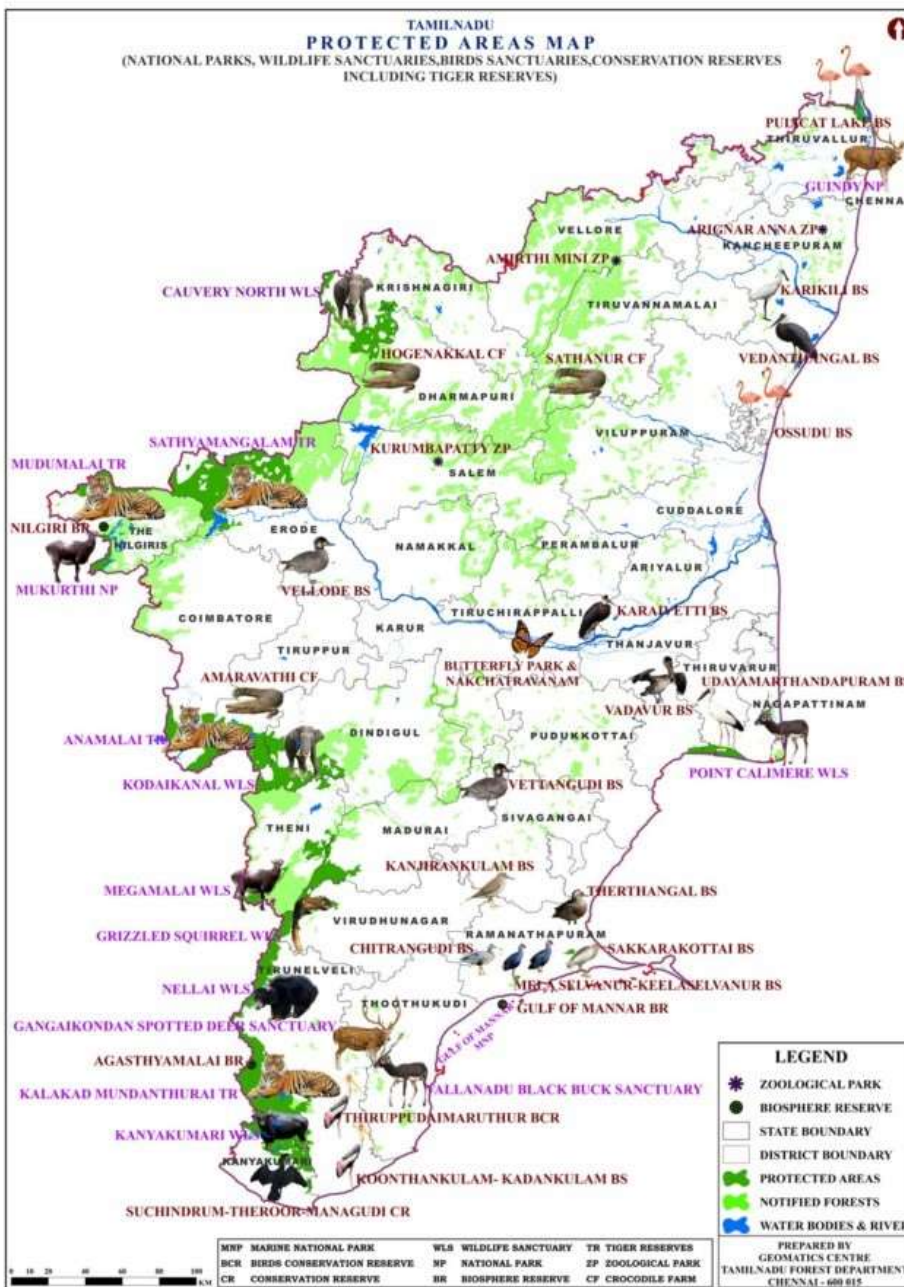 TAMILNADU
PROTECTED AREAS MAP
(NATIONAL PARKS, WILDLIFE SANCTUARIES,BIRDS SANCTUARIES,CONSERVATION RESERVES
INCLUDING TIGER RESERVES)
PULICAT LAKE BS
THIRUVALLUR
GUINDY NP
CHENNA
VELLORE
ARIGNAR ANNA ZP
KANCHEEPURAM
AMIRTHI MINI ZP
CAUVERY NORTH WLS
KRISHNAGIRI
TIRUVANNAMALAI
KARIKILI BS
HOGENAKKAL CF
SATHANUR CF
VEDANTHANGAL BS
DHARMAPURI
SATHYAMANGALAM TR
VILUPPURAM
OSSUDU BS
MUDUMALAI TR
KURUMBAPATTY ZP
SALEM
NILGIRI BR
THE
NILGIRIS
ERODE
CUDDALORE
NAMAKKAL
PERAMBALUR
ARIYALUR
MUKURTHI NP
VELLODE BS
COIMBATORE
TIRUCHIRAPPALLI
KARAIVETTI BS
KARUR
TIRUPPUR
THANJAVUR
BUTTERFLY PARK &
NAKCHATRAVANAM
THIRUVARUR
AMARAVATHI CF
UDAYAMARTHANDAPURAM BS
VADAVUR BS
NAGAPATTINAM
ANAMALAI TR
DINDIGUL
PUDUKKOTTAI
POINT CALIMERE WLS
KODAIKANAL WLS
VETTANGUDI BS
SIVAGANGAI
THENI
MADURAI
KANJIRANKULAM BS
MEGAMALAI WLS
THERTHANGAL BS
VIRUDHUNAGAR
GRIZZLED SQUIRREL WLS
RAMANATHAPURAM
CHITRANGUDI BS
SAKKARAKOTTAI BS
TIRUNELVELI
MELA SELVANUR-KEELASELVANUR BS
NELLAI WLS
THOOTHUKUDI
GULF OF MANNAR BR
GULF OF MANNAR
MNP
GANGAIKONDAN SPOTTED DEER SANCTUARY
AGASTHYAMALAI BR
KALAKAD MUNDANTHURAI TR
VALLANADU BLACK BUCK SANCTUARY
THIRUPPUDAIMARUTHUR BCR
KANYAKUMARI WLS
KANYAKUMARI
KOONTHANKULAM- KADANKULAM BS
SUCHINDRUM-THEROOR-MANAGUDI CR
LEGEND
ZOOLOGICAL PARK
BIOSPHERE RESERVE
STATE BOUNDARY
DISTRICT BOUNDARY
PROTECTED AREAS
NOTIFIED FORESTS
WATER BODIES & RIVER
PREPARED BY
GEOMATICS CENTRE
TAMILNADU FOREST DEPARTMENT
CHENNAI - 600 015
MNP MARINE NATIONAL PARK WLS WILDLIFE SANCTUARY TR TIGER RESERVES
BCR BIRDS CONSERVATION RESERVE NP NATIONAL PARK ZP ZOOLOGICAL PARK
CR CONSERVATION RESERVE BR BIOSPHERE RESERVE CF CROCODILE FARM
0 10 20 40 60 80 100
KM